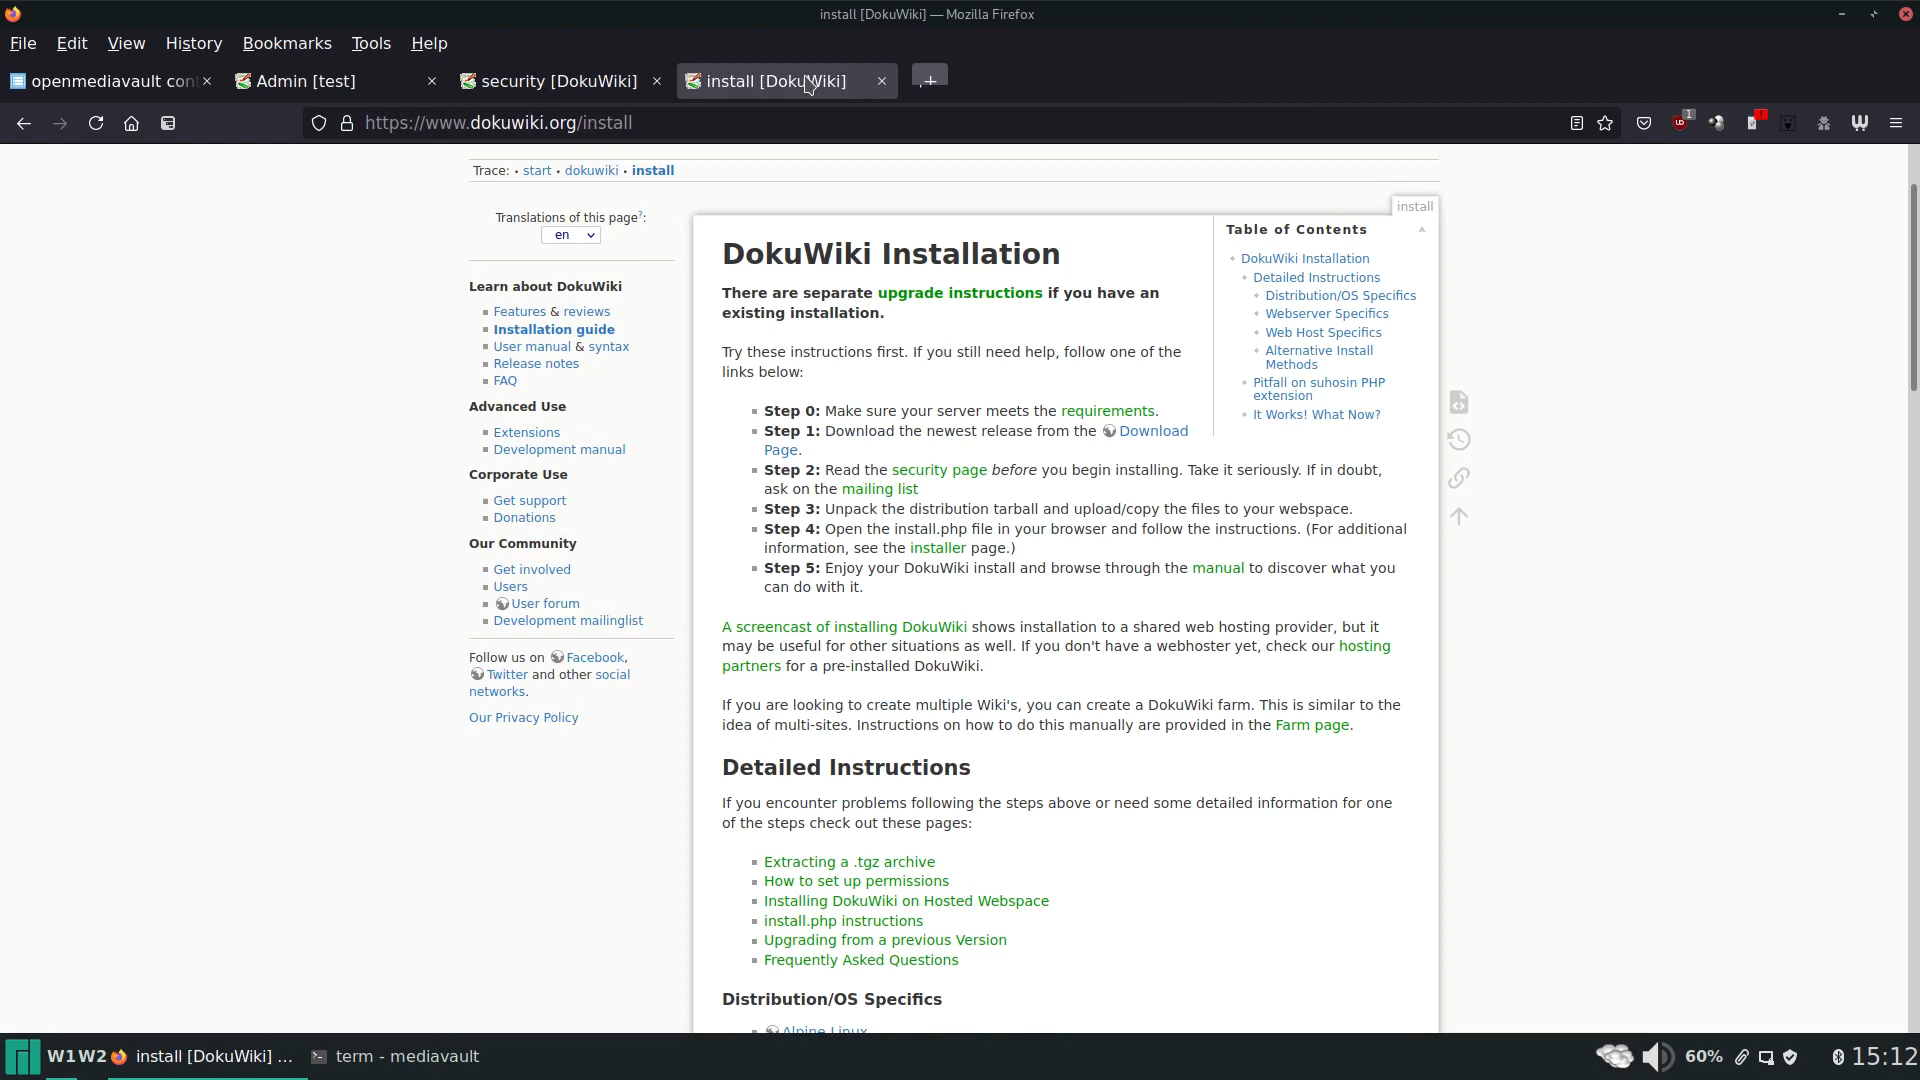 install [DokuWiki] — Mozilla Firefox
File Edit View History Bookmarks Tools Help
openmediavault con
Admin [test]
security [DokuWiki]
install [DokuWiki]
https://www.dokuwiki.org/install
1
Trace: • start • dokuwiki • install
install
Translations of this page?:
en
Learn about DokuWiki
Features & reviews
Installation guide
User manual & syntax
Release notes
FAQ
Advanced Use
Extensions
Development manual
Corporate Use
Get support
Donations
Our Community
Get involved
Users
User forum
Development mailinglist
Follow us on Facebook,
Twitter and other social
networks.
Our Privacy Policy
DokuWiki Installation
There are separate upgrade instructions if you have an
existing installation.
Try these instructions first. If you still need help, follow one of the
links below:
Step 0: Make sure your server meets the requirements.
Step 1: Download the newest release from the Download
Page.
Step 2: Read the security page before you begin installing. Take it seriously. If in doubt,
ask on the mailing list
Step 3: Unpack the distribution tarball and upload/copy the files to your webspace.
Step 4: Open the install.php file in your browser and follow the instructions. (For additional
information, see the installer page.)
Step 5: Enjoy your DokuWiki install and browse through the manual to discover what you
can do with it.
A screencast of installing DokuWiki shows installation to a shared web hosting provider, but it
may be useful for other situations as well. If you don't have a webhoster yet, check our hosting
partners for a pre-installed DokuWiki.
If you are looking to create multiple Wiki's, you can create a DokuWiki farm. This is similar to the
idea of multi-sites. Instructions on how to do this manually are provided in the Farm page.
Detailed Instructions
If you encounter problems following the steps above or need some detailed information for one
of the steps check out these pages:
Extracting a .tgz archive
How to set up permissions
Installing DokuWiki on Hosted Webspace
install.php instructions
Upgrading from a previous Version
Frequently Asked Questions
Distribution/OS Specifics
Alpine Linux
Table of Contents
DokuWiki Installation
Detailed Instructions
Distribution/OS Specifics
Webserver Specifics
Web Host Specifics
Alternative Install
Methods
Pitfall on suhosin PHP
extension
It Works! What Now?
W1 W2 install [DokuWiki] ... term - mediavault
60% 15:12